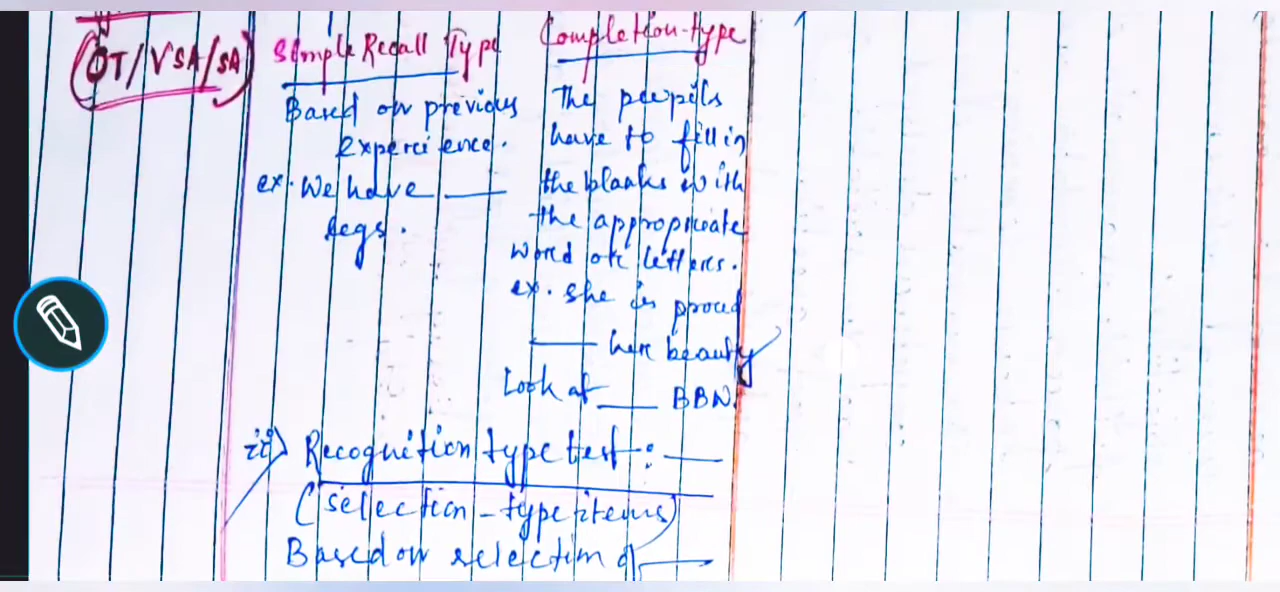 (OT/VSA/SA)
Simple Recall Type
Based on previous
experience.
ex. We have ___
legs.
Completion-type
The pupils
have to fill in
the blanks with
the appropriate
word or letters.
ex. she is proud
___ her beauty
Look at ___ BBN.
ii) Recognition type test :—
(selection-type items)
Based on selection of —